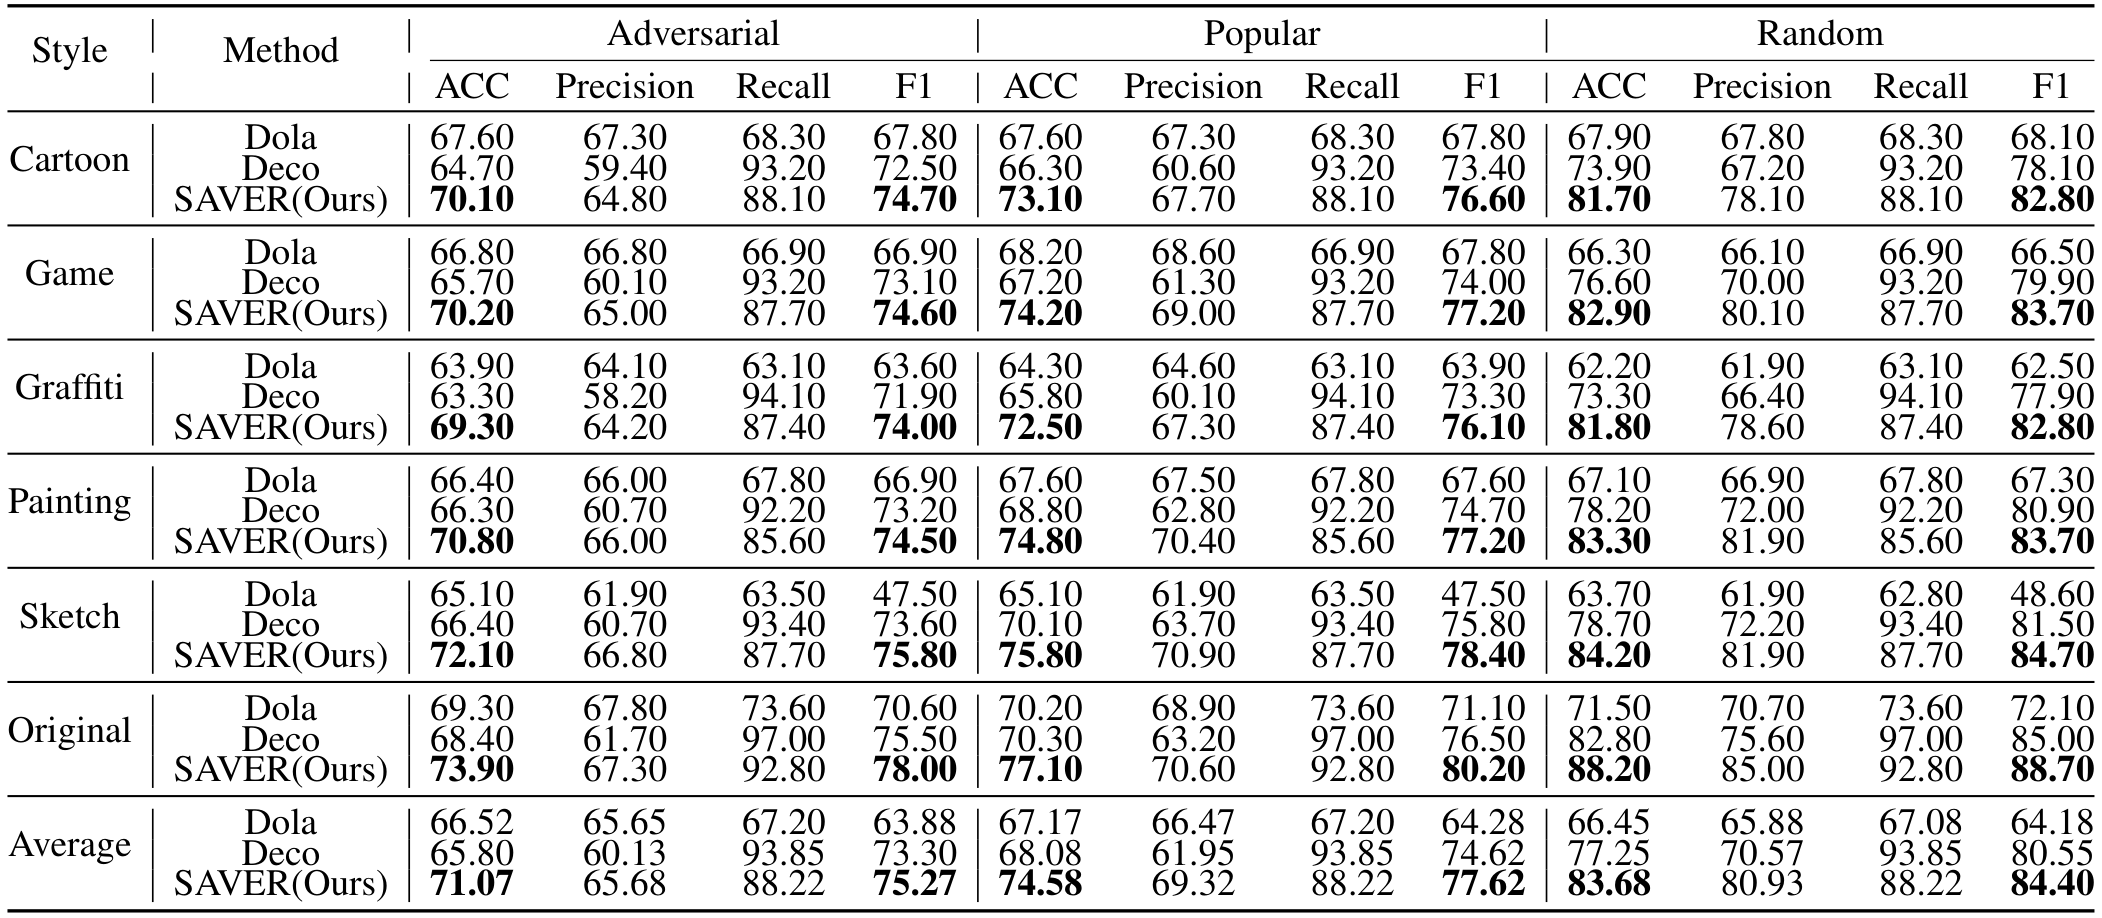 Style Method Adversarial Popular Random
ACC Precision Recall F1 ACC Precision Recall F1 ACC Precision Recall F1
Cartoon
Dola 67.60 67.30 68.30 67.80 67.60 67.30 68.30 67.80 67.90 67.80 68.30 68.10
Deco 64.70 59.40 93.20 72.50 66.30 60.60 93.20 73.40 73.90 67.20 93.20 78.10
SAVER(Ours) 70.10 64.80 88.10 74.70 73.10 67.70 88.10 76.60 81.70 78.10 88.10 82.80
Game
Dola 66.80 66.80 66.90 66.90 68.20 68.60 66.90 67.80 66.30 66.10 66.90 66.50
Deco 65.70 60.10 93.20 73.10 67.20 61.30 93.20 74.00 76.60 70.00 93.20 79.90
SAVER(Ours) 70.20 65.00 87.70 74.60 74.20 69.00 87.70 77.20 82.90 80.10 87.70 83.70
Graffiti
Dola 63.90 64.10 63.10 63.60 64.30 64.60 63.10 63.90 62.20 61.90 63.10 62.50
Deco 63.30 58.20 94.10 71.90 65.80 60.10 94.10 73.30 73.30 66.40 94.10 77.90
SAVER(Ours) 69.30 64.20 87.40 74.00 72.50 67.30 87.40 76.10 81.80 78.60 87.40 82.80
Painting
Dola 66.40 66.00 67.80 66.90 67.60 67.50 67.80 67.60 67.10 66.90 67.80 67.30
Deco 66.30 60.70 92.20 73.20 68.80 62.80 92.20 74.70 78.20 72.00 92.20 80.90
SAVER(Ours) 70.80 66.00 85.60 74.50 74.80 70.40 85.60 77.20 83.30 81.90 85.60 83.70
Sketch
Dola 65.10 61.90 63.50 47.50 65.10 61.90 63.50 47.50 63.70 61.90 62.80 48.60
Deco 66.40 60.70 93.40 73.60 70.10 63.70 93.40 75.80 78.70 72.20 93.40 81.50
SAVER(Ours) 72.10 66.80 87.70 75.80 75.80 70.90 87.70 78.40 84.20 81.90 87.70 84.70
Original
Dola 69.30 67.80 73.60 70.60 70.20 68.90 73.60 71.10 71.50 70.70 73.60 72.10
Deco 68.40 61.70 97.00 75.50 70.30 63.20 97.00 76.50 82.80 75.60 97.00 85.00
SAVER(Ours) 73.90 67.30 92.80 78.00 77.10 70.60 92.80 80.20 88.20 85.00 92.80 88.70
Average
Dola 66.52 65.65 67.20 63.88 67.17 66.47 67.20 64.28 66.45 65.88 67.08 64.18
Deco 65.80 60.13 93.85 73.30 68.08 61.95 93.85 74.62 77.25 70.57 93.85 80.55
SAVER(Ours) 71.07 65.68 88.22 75.27 74.58 69.32 88.22 77.62 83.68 80.93 88.22 84.40